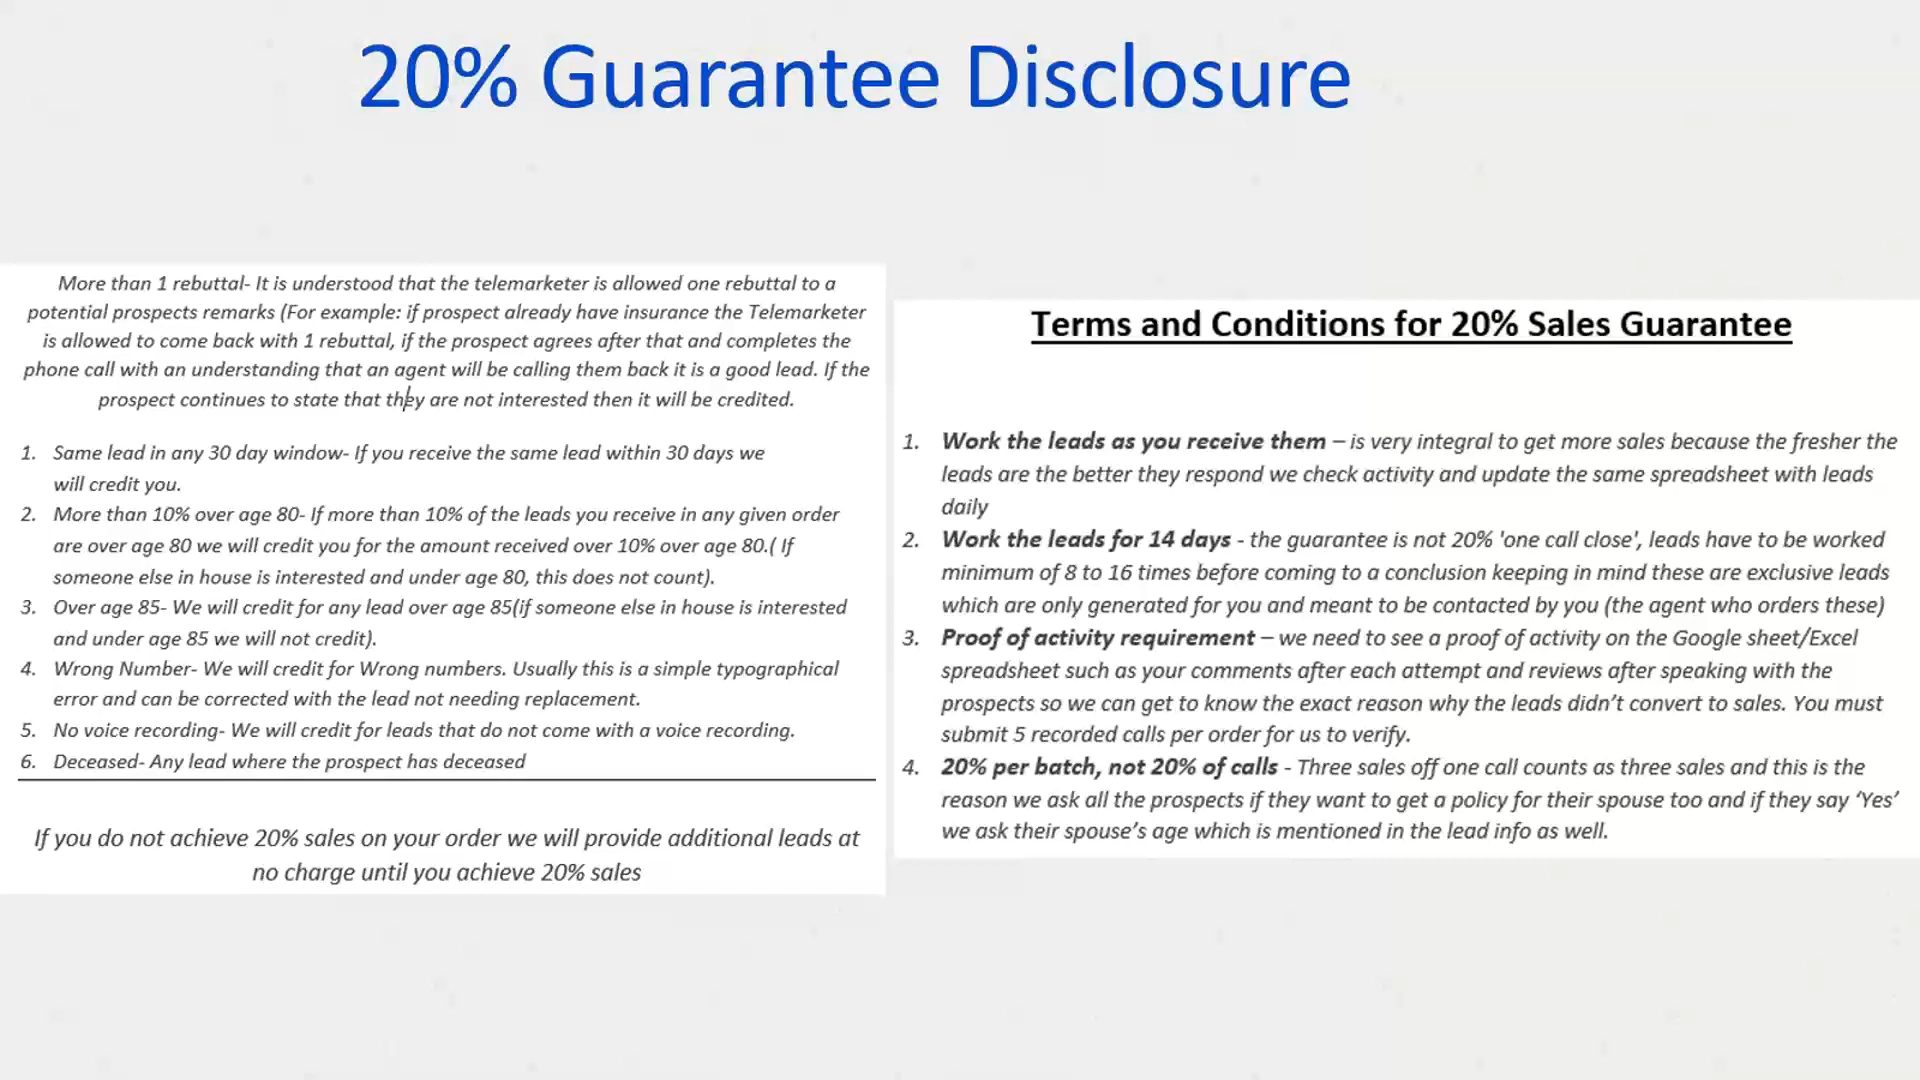 20% Guarantee Disclosure
More than 1 rebuttal- It is understood that the telemarketer is allowed one rebuttal to a
potential prospects remarks (For example: if prospect already have insurance the Telemarketer
is allowed to come back with 1 rebuttal, if the prospect agrees after that and completes the
phone call with an understanding that an agent will be calling them back it is a good lead. If the
prospect continues to state that they are not interested then it will be credited.
1. Same lead in any 30 day window- If you receive the same lead within 30 days we
will credit you.
2. More than 10% over age 80- If more than 10% of the leads you receive in any given order
are over age 80 we will credit you for the amount received over 10% over age 80.( If
someone else in house is interested and under age 80, this does not count).
3. Over age 85- We will credit for any lead over age 85(if someone else in house is interested
and under age 85 we will not credit).
4. Wrong Number- We will credit for Wrong numbers. Usually this is a simple typographical
error and can be corrected with the lead not needing replacement.
5. No voice recording- We will credit for leads that do not come with a voice recording.
6. Deceased- Any lead where the prospect has deceased
If you do not achieve 20% sales on your order we will provide additional leads at
no charge until you achieve 20% sales
Terms and Conditions for 20% Sales Guarantee
1. Work the leads as you receive them – is very integral to get more sales because the fresher the
leads are the better they respond we check activity and update the same spreadsheet with leads
daily
2. Work the leads for 14 days - the guarantee is not 20% 'one call close', leads have to be worked
minimum of 8 to 16 times before coming to a conclusion keeping in mind these are exclusive leads
which are only generated for you and meant to be contacted by you (the agent who orders these)
3. Proof of activity requirement – we need to see a proof of activity on the Google sheet/Excel
spreadsheet such as your comments after each attempt and reviews after speaking with the
prospects so we can get to know the exact reason why the leads didn’t convert to sales. You must
submit 5 recorded calls per order for us to verify.
4. 20% per batch, not 20% of calls - Three sales off one call counts as three sales and this is the
reason we ask all the prospects if they want to get a policy for their spouse too and if they say ‘Yes’
we ask their spouse’s age which is mentioned in the lead info as well.